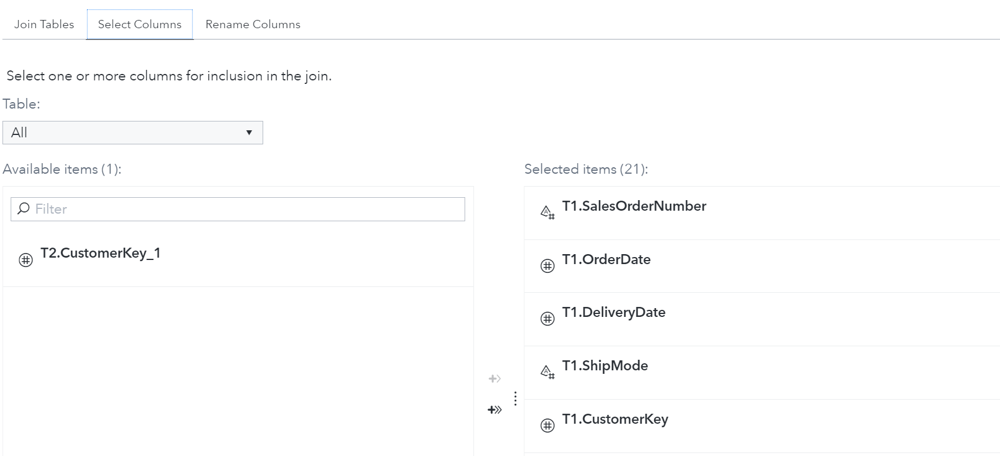 Join Tables
Select Columns
Rename Columns
Select one or more columns for inclusion in the join.
Table:
All
Available items (1):
Filter
T2.CustomerKey_1
Selected items (21):
T1.SalesOrderNumber
T1.OrderDate
T1.DeliveryDate
T1.ShipMode
T1.CustomerKey